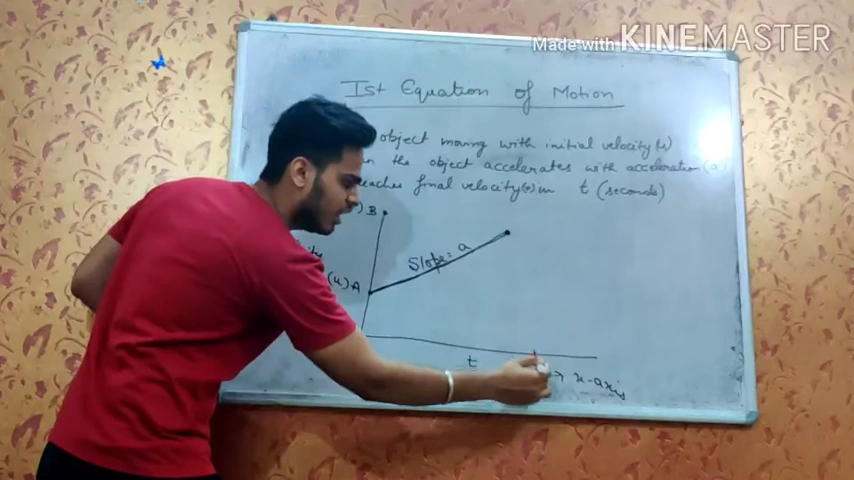 Made with KINEMASTER
Ist Equation of Motion
object moving with initial velocity (u)
the object accelerates with acceleration (a)
final velocity (v) in t (seconds)
) B
Slope = a
(u) A
t
x-axis